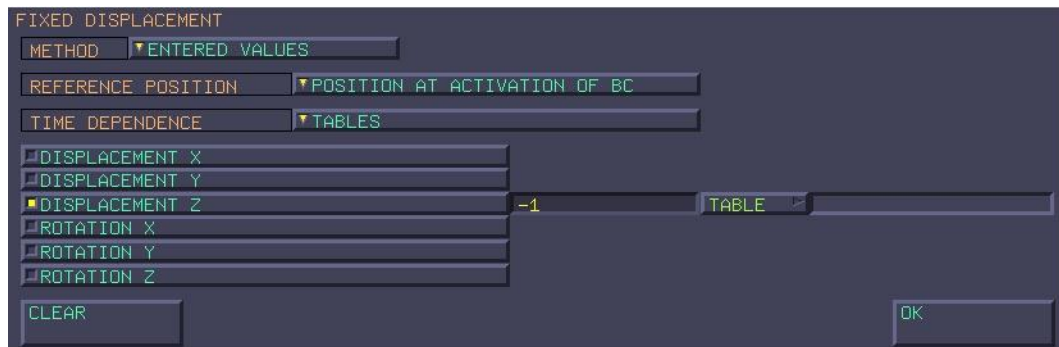 FIXED DISPLACEMENT
METHOD ENTERED VALUES
REFERENCE POSITION POSITION AT ACTIVATION OF BC
TIME DEPENDENCE TABLES
DISPLACEMENT X
DISPLACEMENT Y
DISPLACEMENT Z -1 TABLE
ROTATION X
ROTATION Y
ROTATION Z
CLEAR OK